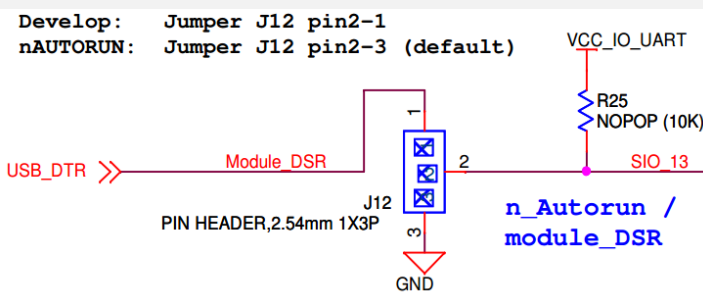 Develop: Jumper J12 pin2-1
nAUTORUN: Jumper J12 pin2-3 (default)
VCC_IO_UART
R25
NOPOP (10K)
1
USB_DTR
Module_DSR
2
SIO_13
J12
PIN HEADER,2.54mm 1X3P
3
n_Autorun /
module_DSR
GND